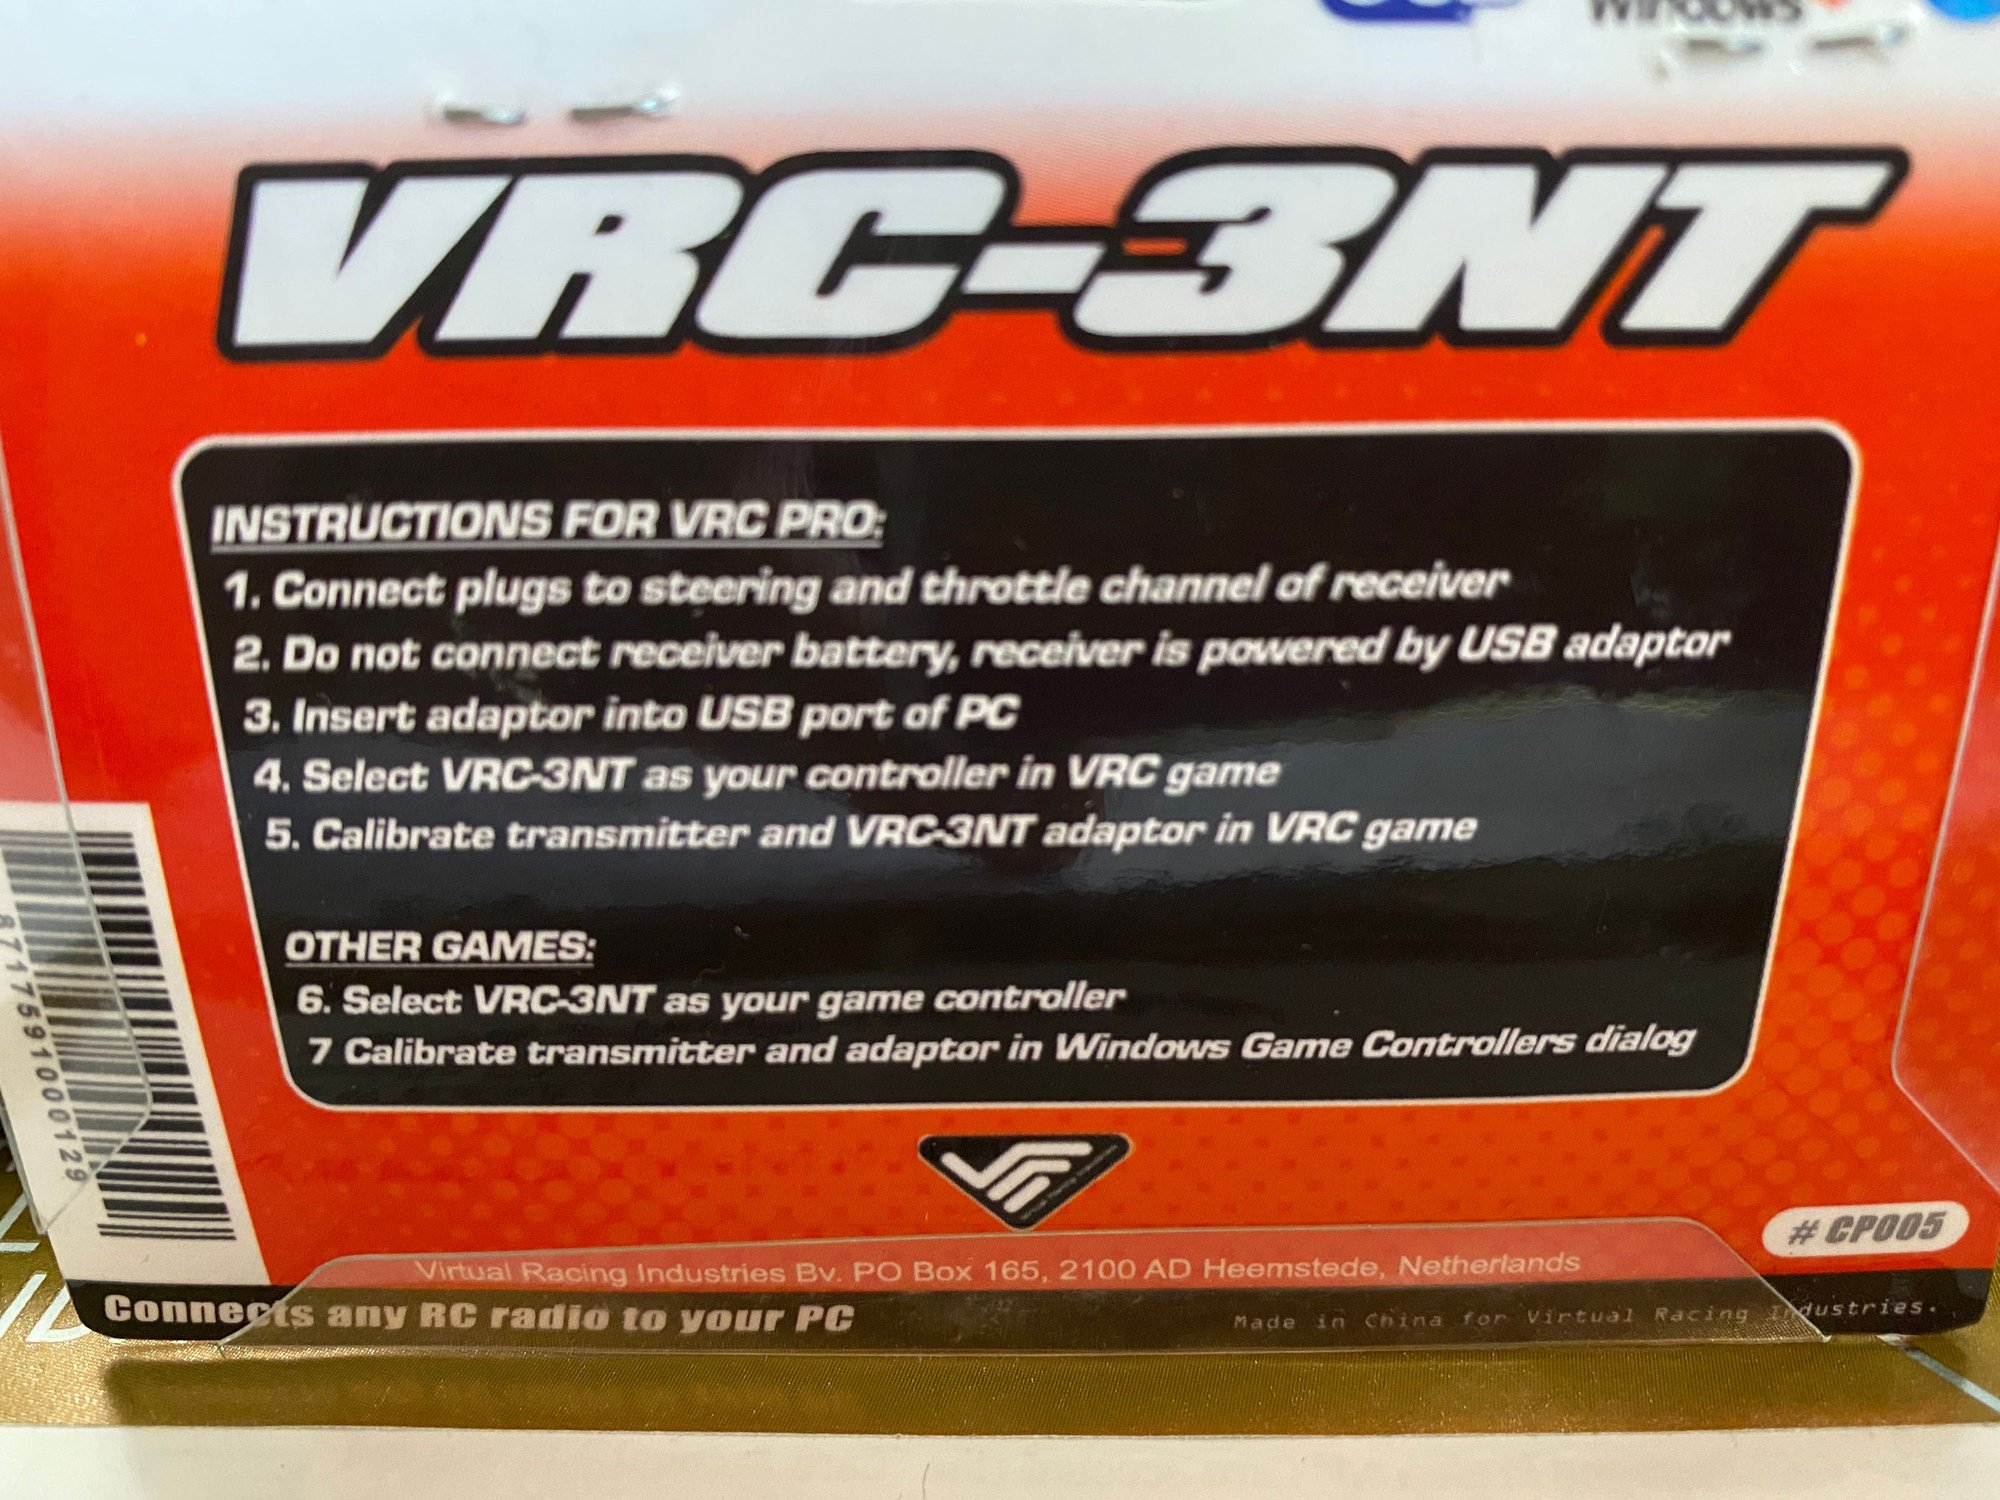 Windows
VRC-3NT
INSTRUCTIONS FOR VRC PRO:
1. Connect plugs to steering and throttle channel of receiver
2. Do not connect receiver battery, receiver is powered by USB adaptor
3. Insert adaptor into USB port of PC
4. Select VRC-3NT as your controller in VRC game
5. Calibrate transmitter and VRC-3NT adaptor in VRC game
OTHER GAMES:
6. Select VRC-3NT as your game controller
7 Calibrate transmitter and adaptor in Windows Game Controllers dialog
8717591000129
# CP005
Virtual Racing Industries Bv. PO Box 165, 2100 AD Heemstede, Netherlands
Connects any RC radio to your PC
Made in China for Virtual Racing Industries.